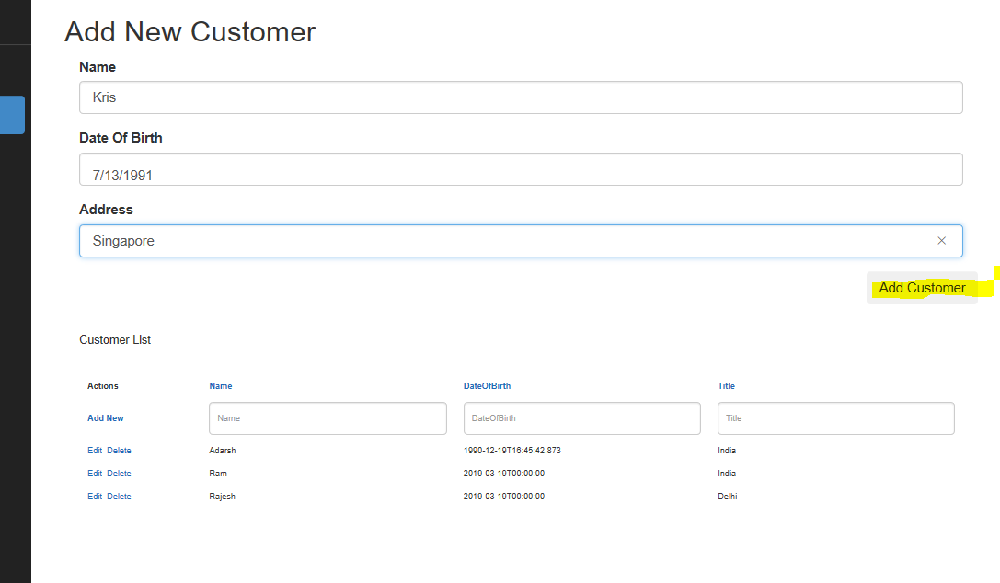 Add New Customer
Name
Kris
Date Of Birth
7/13/1991
Address
Singapore
Add Customer
Customer List
Actions Name DateOfBirth Title
Add New Name DateOfBirth Title
Edit Delete Adarsh 1990-12-19T16:45:42.873 India
Edit Delete Ram 2019-03-19T00:00:00 India
Edit Delete Rajesh 2019-03-19T00:00:00 Delhi